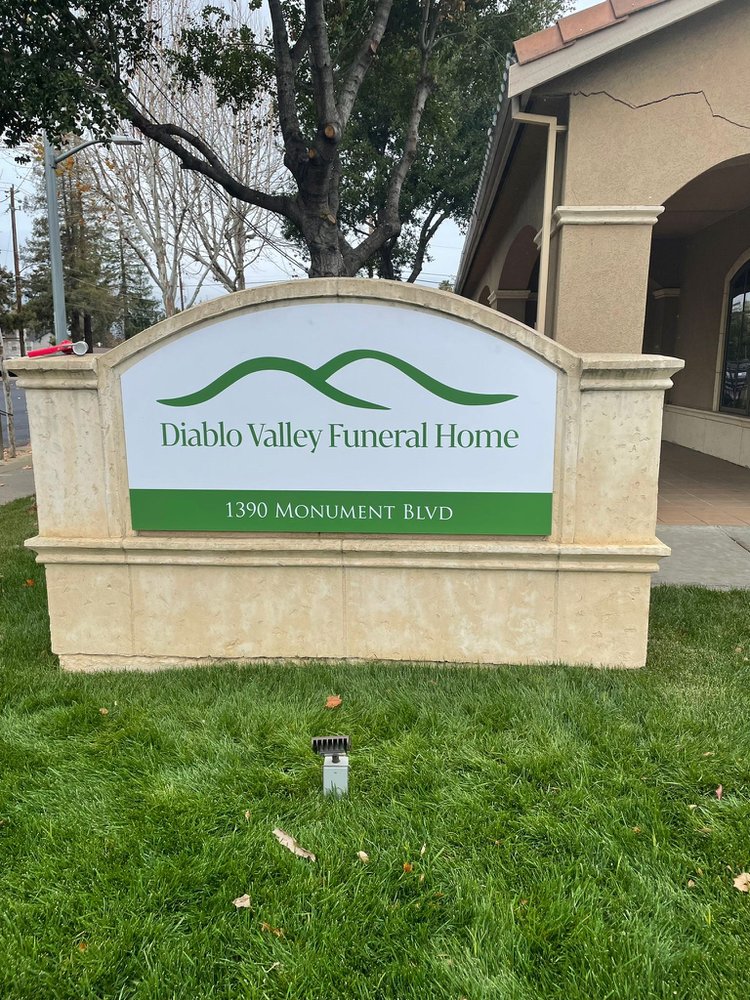 Diablo Valley Funeral Home
1390 Monument Blvd